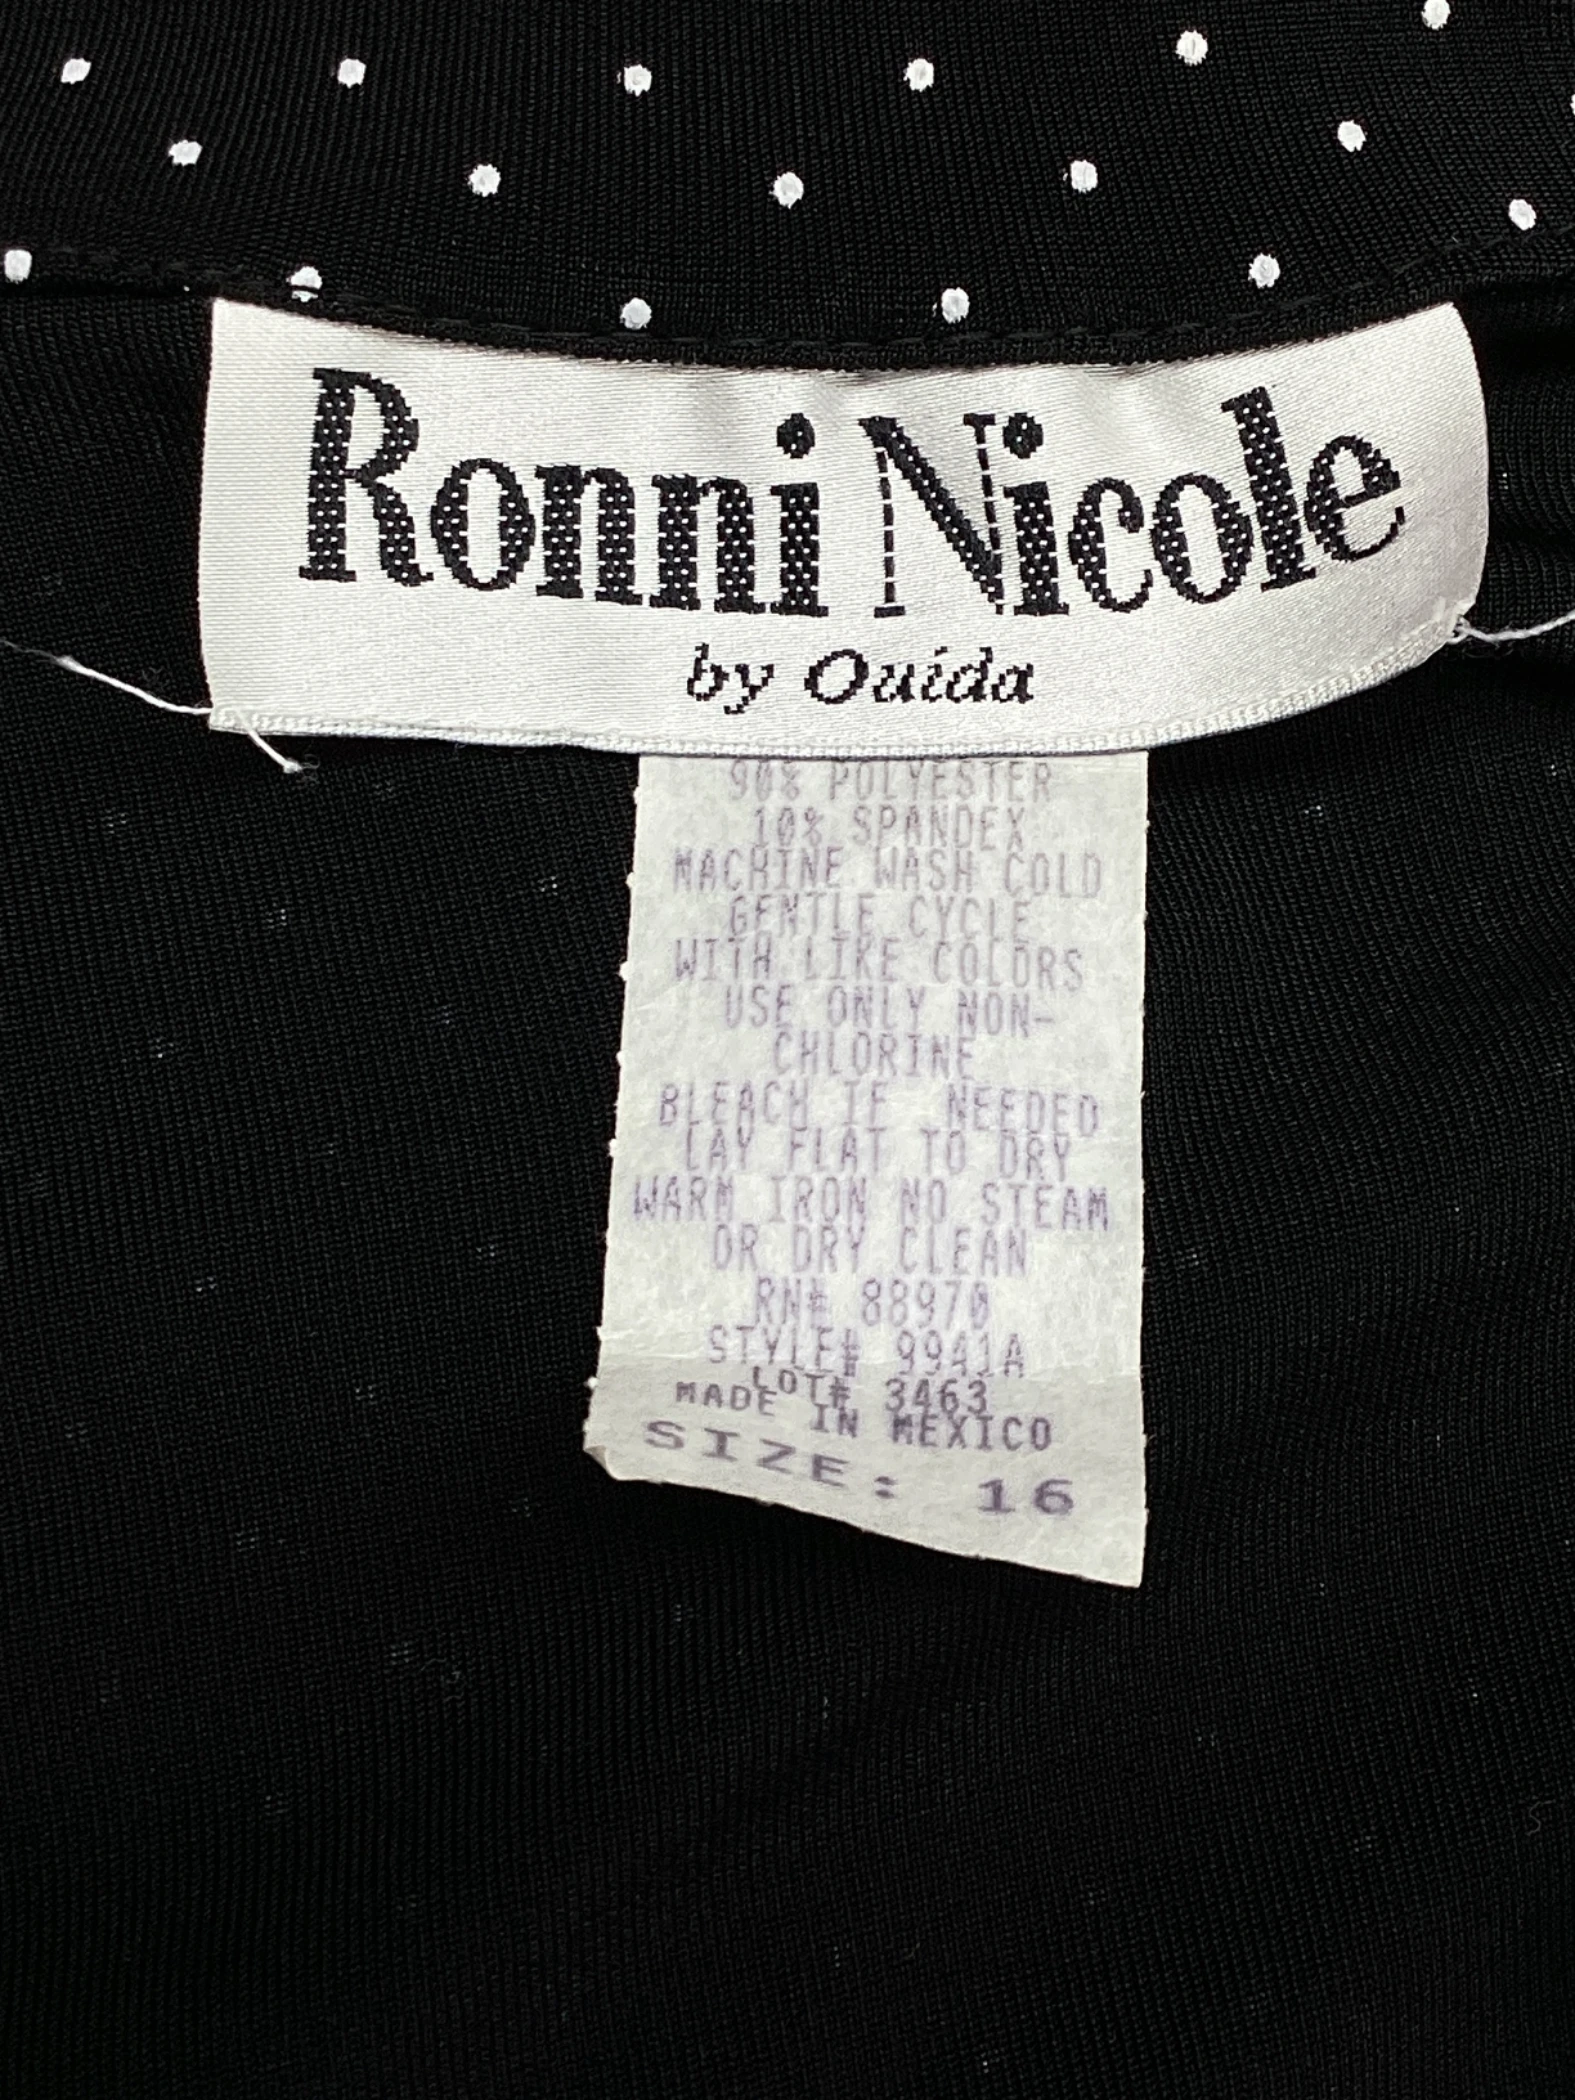 Ronni Nicole
by Ouida
90% POLYESTER
10% SPANDEX
MACHINE WASH COLD
GENTLE CYCLE
WITH LIKE COLORS
USE ONLY NON-
CHLORINE
BLEACH IF NEEDED
LAY FLAT TO DRY
WARM IRON NO STEAM
OR DRY CLEAN
RN# 88970
STYLE# 9941A
LOT# 3463
MADE IN MEXICO
SIZE: 16